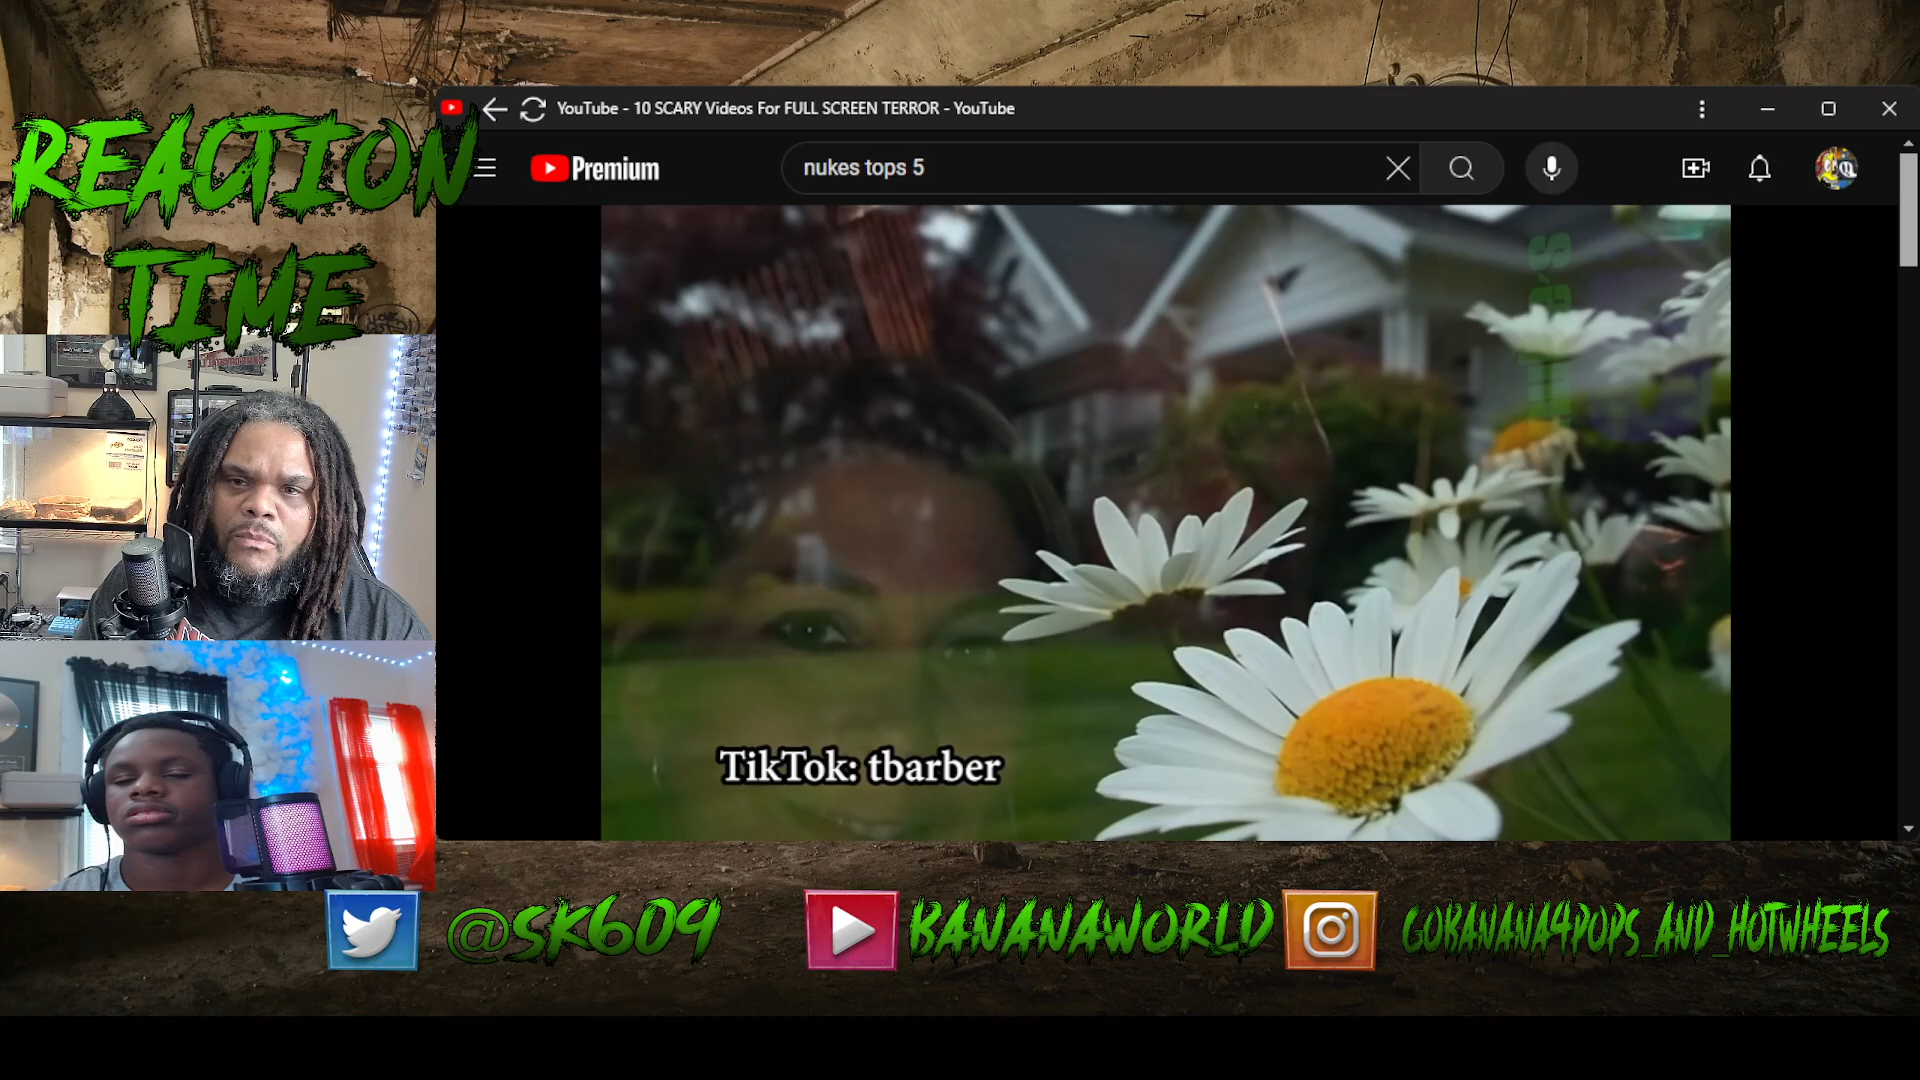 REACTION
TIME
YouTube - 10 SCARY Videos For FULL SCREEN TERROR - YouTube
Premium
nukes tops 5
TikTok: tbarber
@SK609
BANANAWORLD
GOBANANA4POPS_AND_HOTWHEELS